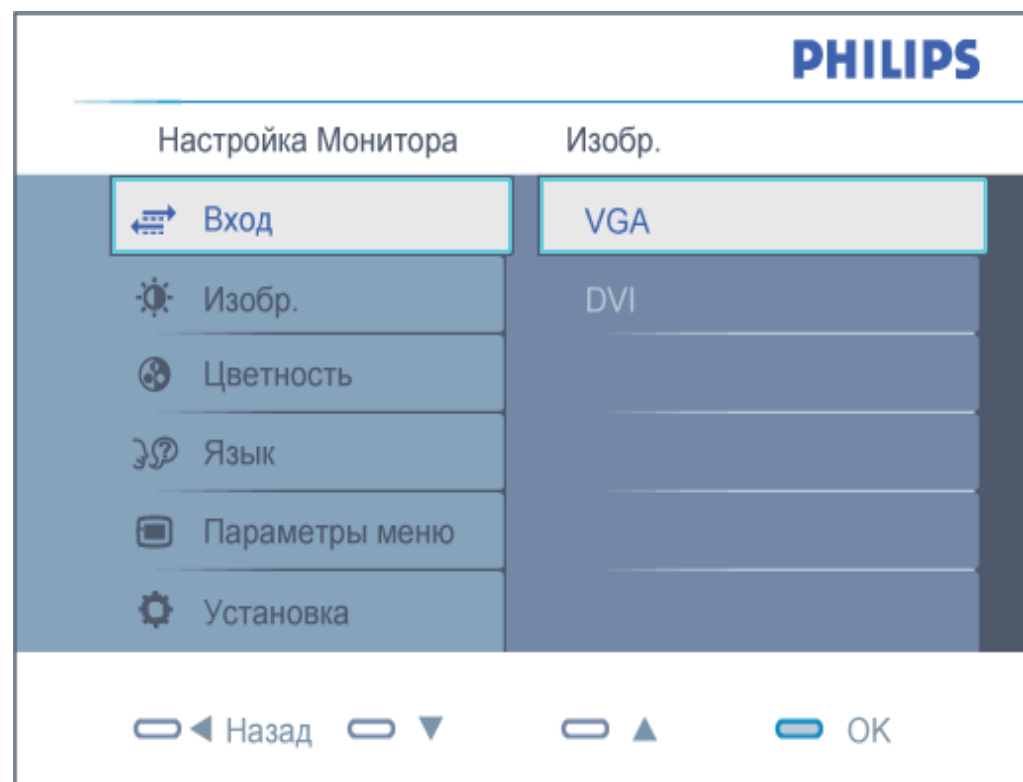 PHILIPS
Настройка Монитора Изобр.
Вход VGA
Изобр. DVI
Цветность
Язык
Параметры меню
Установка
Назад OK